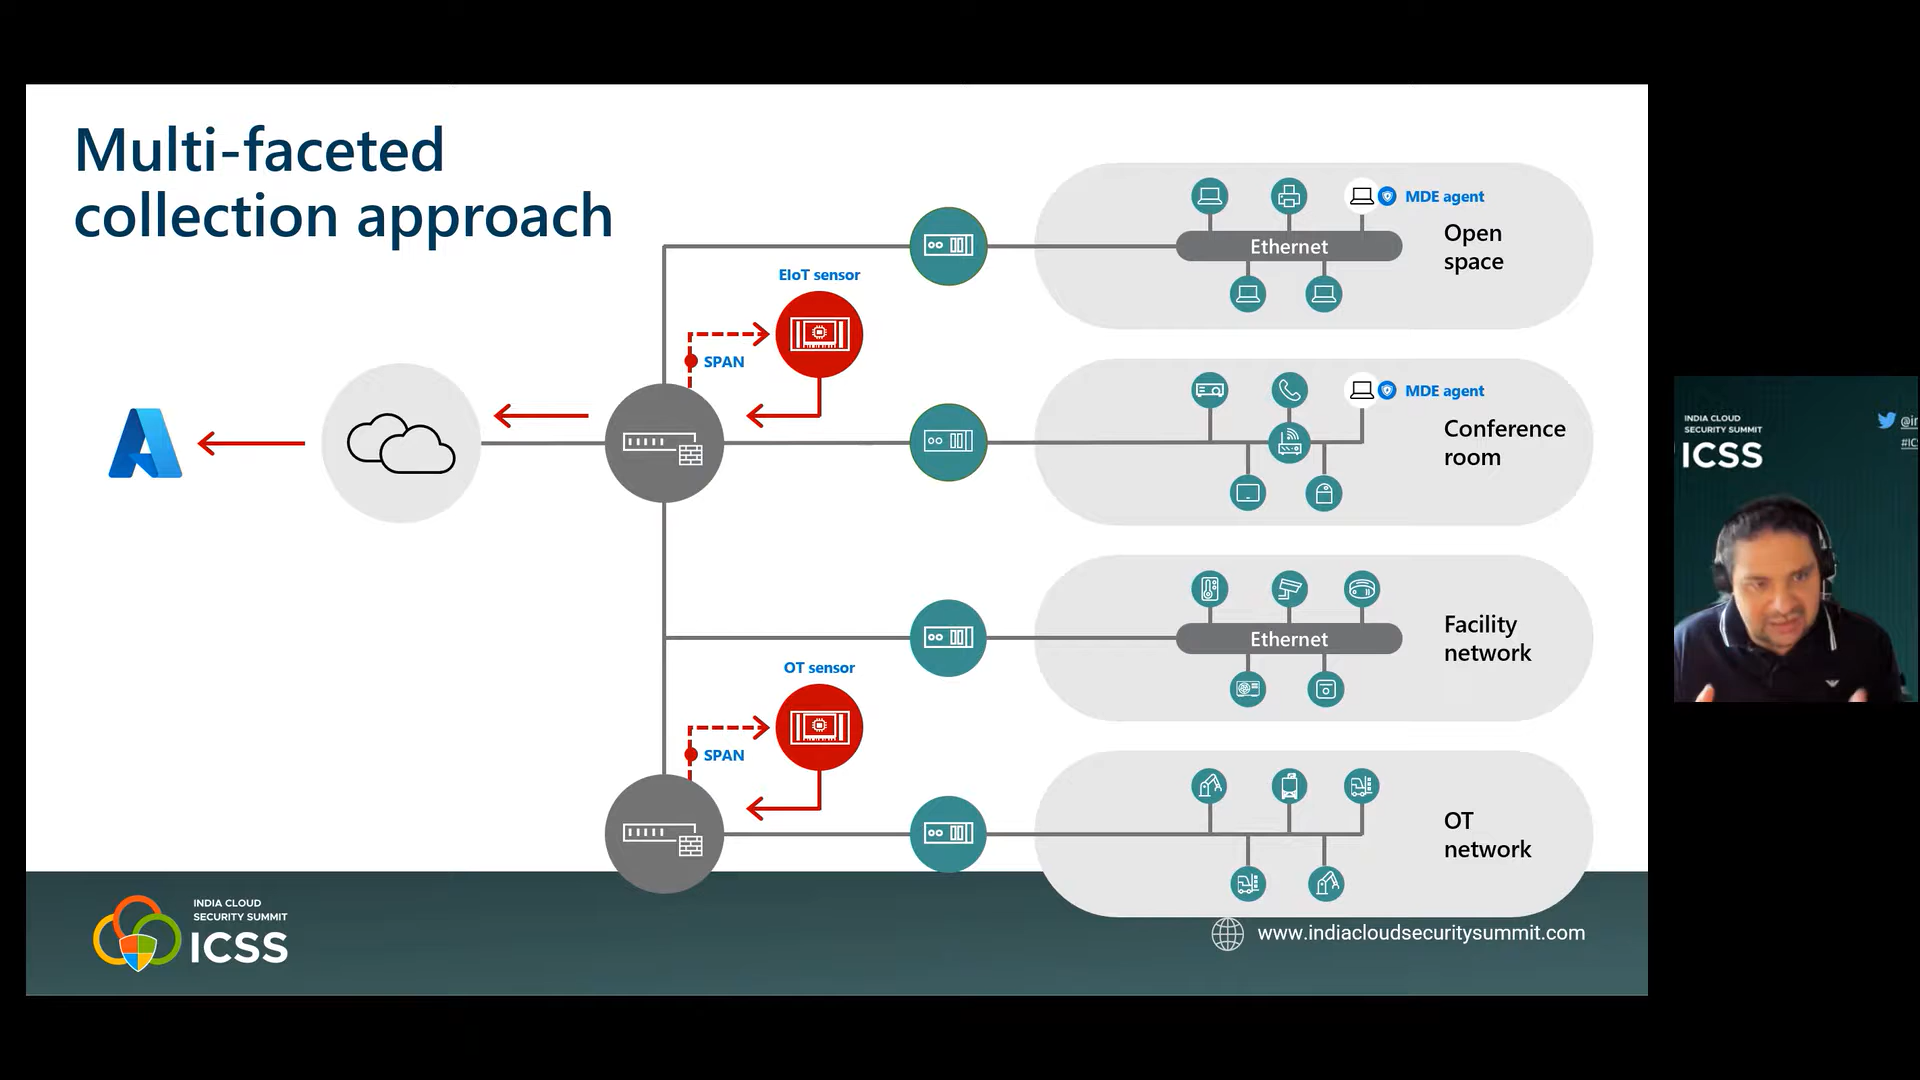 Multi-faceted
collection approach
EIoT sensor
SPAN
MDE agent
Ethernet
Open
space
MDE agent
Conference
room
Ethernet
Facility
network
OT sensor
SPAN
OT
network
INDIA CLOUD
SECURITY SUMMIT
ICSS
www.indiacloudsecuritysummit.com
INDIA CLOUD
SECURITY SUMMIT
ICSS